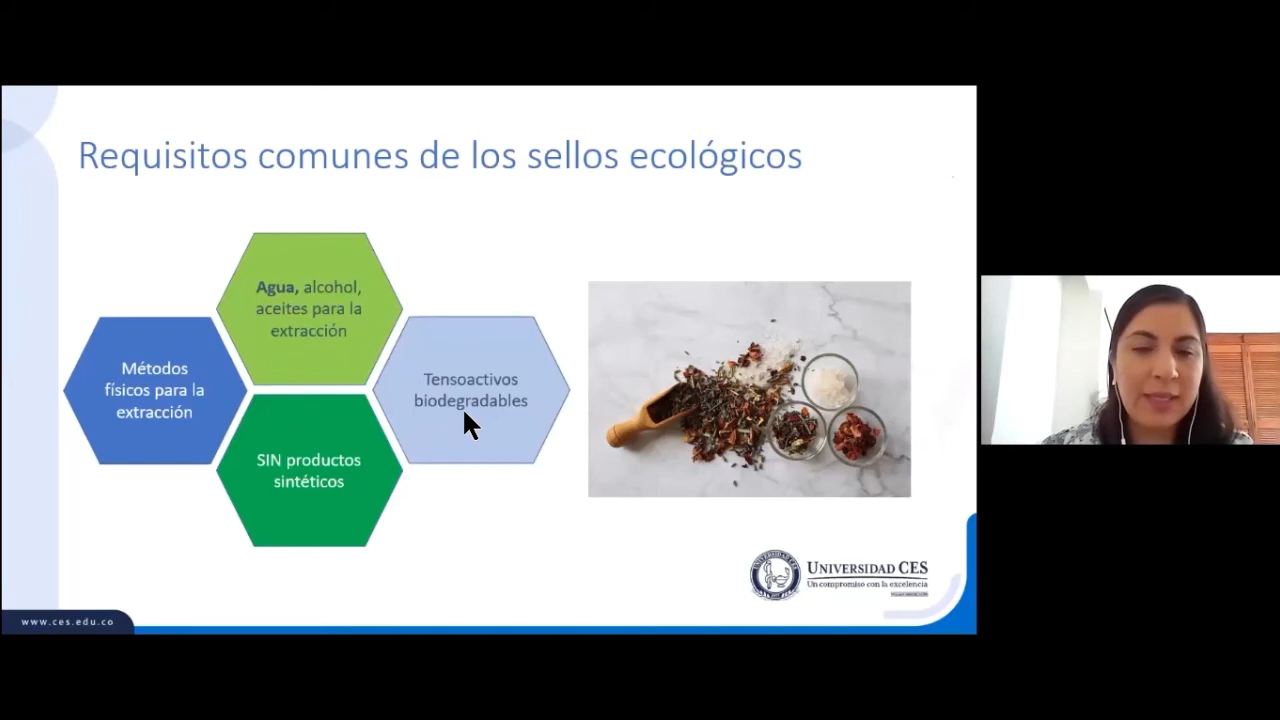 Requisitos comunes de los sellos ecológicos
Agua, alcohol,
aceites para la
extracción
Métodos
físicos para la
extracción
Tensoactivos
biodegradables
SIN productos
sintéticos
UNIVERSIDAD CES
Un compromiso con la excelencia
www.ces.edu.co